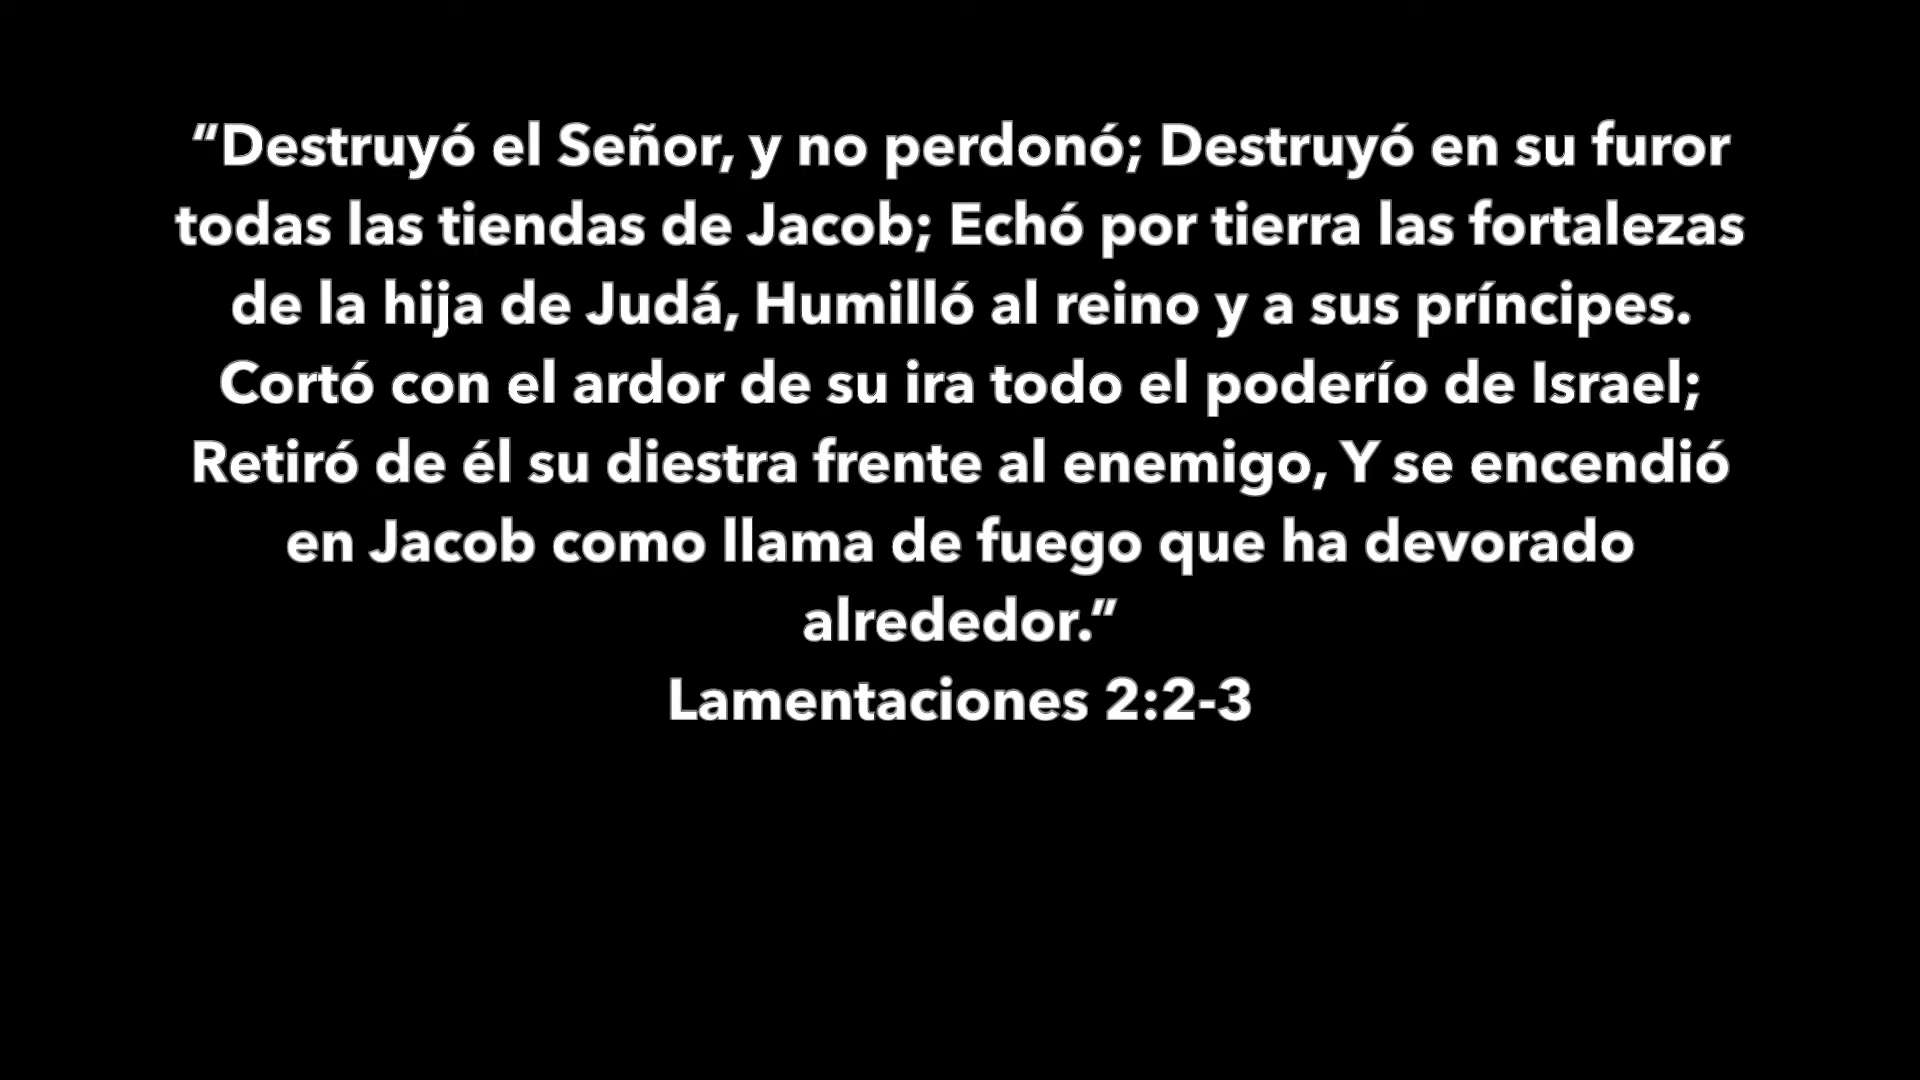 “Destruyó el Señor, y no perdonó; Destruyó en su furor
todas las tiendas de Jacob; Echó por tierra las fortalezas
de la hija de Judá, Humilló al reino y a sus príncipes.
Cortó con el ardor de su ira todo el poderío de Israel;
Retiró de él su diestra frente al enemigo, Y se encendió
en Jacob como llama de fuego que ha devorado
alrededor.”
Lamentaciones 2:2-3